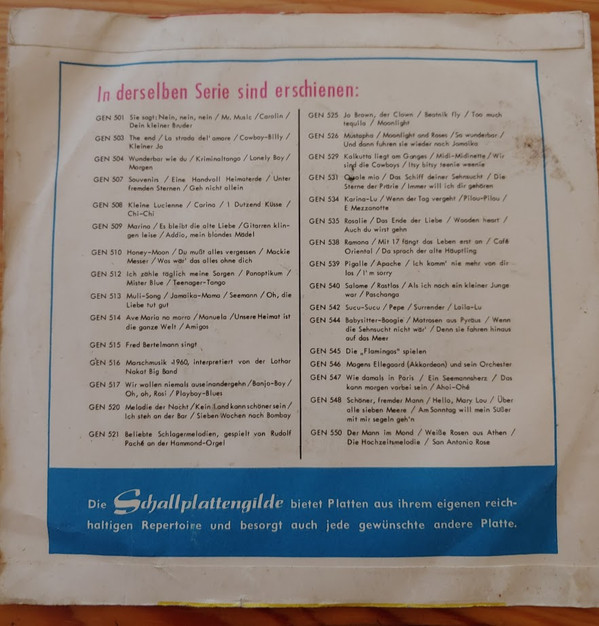 In derselben Serie sind erschienen:
GEN 501 Sie sagt: Nein, nein, nein / Mr. Music / Carolin /
Dein kleiner Bruder
GEN 503 The end / La strada del' amore / Cowboy-Billy /
Kleiner Jo
GEN 504 Wunderbar wie du / Kriminaltango / Lonely Boy /
Morgen
GEN 507 Souvenirs / Eine Handvoll Heimaterde / Unter
fremden Sternen / Geh nicht allein
GEN 508 Kleine Lucienne / Corina / 1. Dutzend Küsse /
Chi-Chi
GEN 509 Marina / Es bleibt die alte Liebe / Gitarren klin-
gen leise / Addio, mein blondes Mädel
GEN 510 Honey-Moon / Du mußt alles vergessen / Mackie
Messer / Was wär' das alles ohne dich
GEN 512 Ich zähle täglich meine Sorgen / Panoptikum /
Mister Blue / Teenager-Tango
GEN 513 Muli-Song / Jamaika-Mama / Seemann / Oh, die
Liebe tut gut
GEN 514 Ave Maria no morro / Manuela / Unsere Heimat ist
die ganze Welt / Amigos
GEN 515 Fred Bertelmann singt
GEN 516 Marschmusik 1960, interpretiert von der Lothar
Nakat Big Band
GEN 517 Wir wollen niemals auseinandergehn / Banjo-Boy /
Oh, oh, Rosi / Playboy-Blues
GEN 520 Melodie der Nacht / Kein Land kann schöner sein /
Ich steh an der Bar / Sieben Wochen nach Bombay
GEN 521 Beliebte Schlagermelodien, gespielt von Rudolf
Paché an der Hammond-Orgel
GEN 525 Jo Brown, der Clown / Beatnik fly / Too much
tequila / Moonlight
GEN 526 Mustapha / Moonlight and Roses / So wunderbar /
Und dann fuhren sie wieder nach Jamaika
GEN 529 Kalkutta liegt am Ganges / Midi-Midinette / Wir
sind die Cowboys / Itsy bitsy teenie weenie
GEN 531 O sole mio / Das Schiff deiner Sehnsucht / Die
Sterne der Prärie / Immer will ich dir gehören
GEN 534 Karina-Lu / Wenn der Tag vergeht / Pilou-Pilou /
E Mezzanotte
GEN 535 Rosalie / Das Ende der Liebe / Wooden heart /
Auch du wirst gehn
GEN 538 Ramona / Mit 17 fängt das Leben erst an / Café
Oriental / Da sprach der alte Häuptling
GEN 539 Pigalle / Apache / Ich komm' nie mehr von dir
los / I'm sorry
GEN 540 Salome / Rastlos / Als ich noch ein kleiner Junge
war / Paschanga
GEN 542 Sucu-Sucu / Pepe / Surrender / Laila-Lu
GEN 544 Babysitter-Boogie / Matrosen aus Pyräus / Wenn
die Sehnsucht nicht wär' / Denn sie fahren hinaus
auf das Meer
GEN 545 Die „Flamingos" spielen
GEN 546 Mogens Ellegaard (Akkordeon) und sein Orchester
GEN 547 Wie damals in Paris / Ein Seemannsherz / Das
kann morgen vorbei sein / Ahoi-Ohé
GEN 548 Schöner, fremder Mann / Hello, Mary Lou / Über
alle sieben Meere / Am Sonntag will mein Süßer
mit mir segeln geh'n
GEN 550 Der Mann im Mond / Weiße Rosen aus Athen /
Die Hochzeitsmelodie / San Antonio Rose
Die Schallplattengilde bietet Platten aus ihrem eigenen reich-
haltigen Repertoire und besorgt auch jede gewünschte andere Platte.